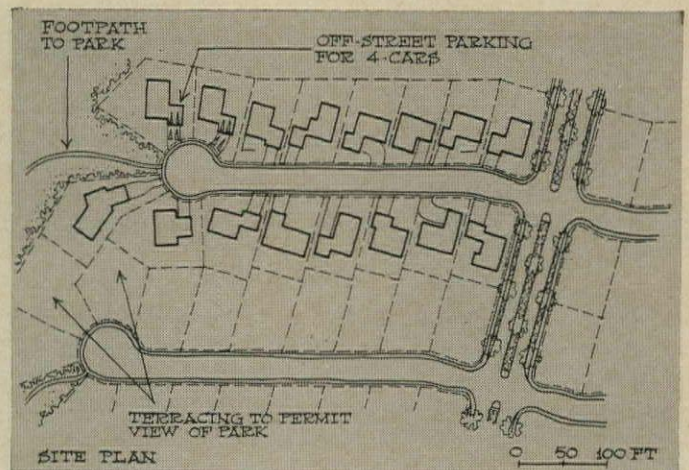 FOOTPATH
TO PARK
OFF-STREET PARKING
FOR 4-CARS
TERRACING TO PERMIT
VIEW OF PARK
SITE PLAN
0 50 100 FT